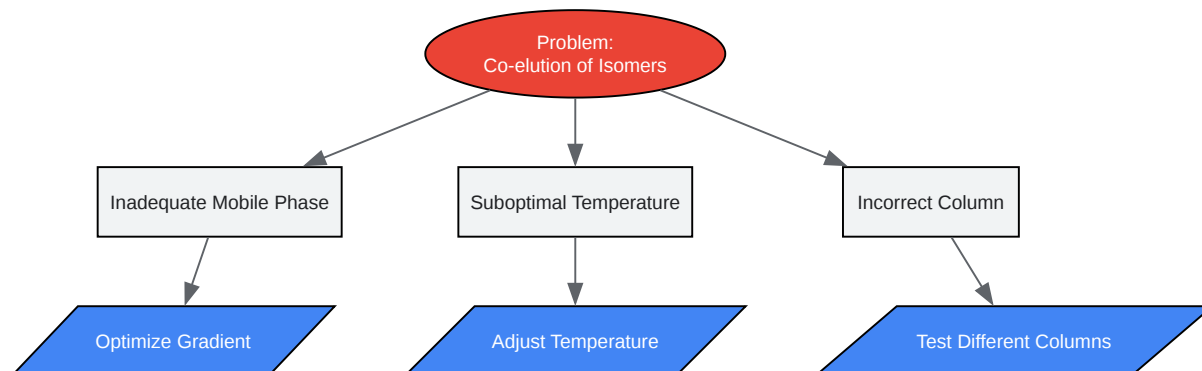 Problem:
Co-elution of Isomers
Inadequate Mobile Phase
Suboptimal Temperature
Incorrect Column
Optimize Gradient
Adjust Temperature
Test Different Columns